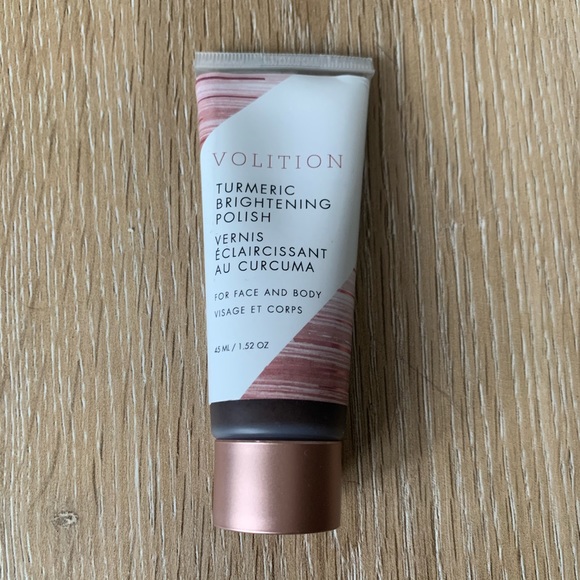 VOLITION
TURMERIC
BRIGHTENING
POLISH
VERNIS
ÉCLAIRCISSANT
AU CURCUMA
FOR FACE AND BODY
VISAGE ET CORPS
45 ML / 1.52 OZ